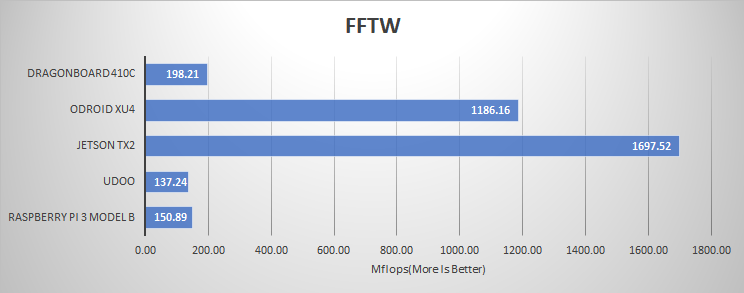 FFTW
DRAGONBOARD 410C 198.21
ODROID XU4 1186.16
JETSON TX2 1697.52
UDOO 137.24
RASPBERRY PI 3 MODEL B 150.89
0.00 200.00 400.00 600.00 800.00 1000.00 1200.00 1400.00 1600.00 1800.00
Mflops(More Is Better)